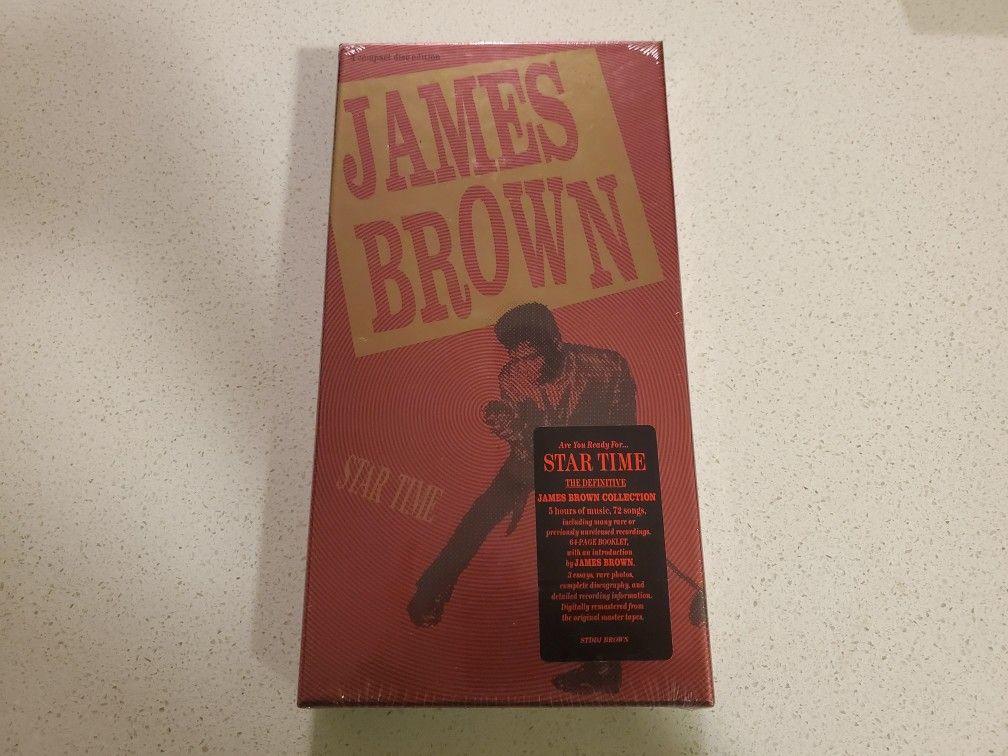 4 compact disc edition
JAMES
BROWN
STAR TIME
Are You Ready For...
STAR TIME
THE DEFINITIVE
JAMES BROWN COLLECTION
5 hours of music, 72 songs,
including many rare or
previously unreleased recordings.
64-PAGE BOOKLET,
with an introduction
by JAMES BROWN.
3 essays, rare photos,
complete discography, and
detailed recording information.
Digitally remastered from
the original master tapes.
STDDJ BROWN